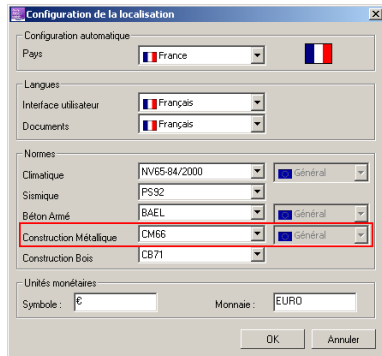 Configuration de la localisation
Configuration automatique
Pays France
Langues
Interface utilisateur Français
Documents Français
Normes
Climatique NV65-84/2000 Général
Sismique PS92
Béton Armé BAEL Général
Construction Métallique CM66 Général
Construction Bois CB71
Unités monétaires
Symbole : € Monnaie : EURO
OK Annuler